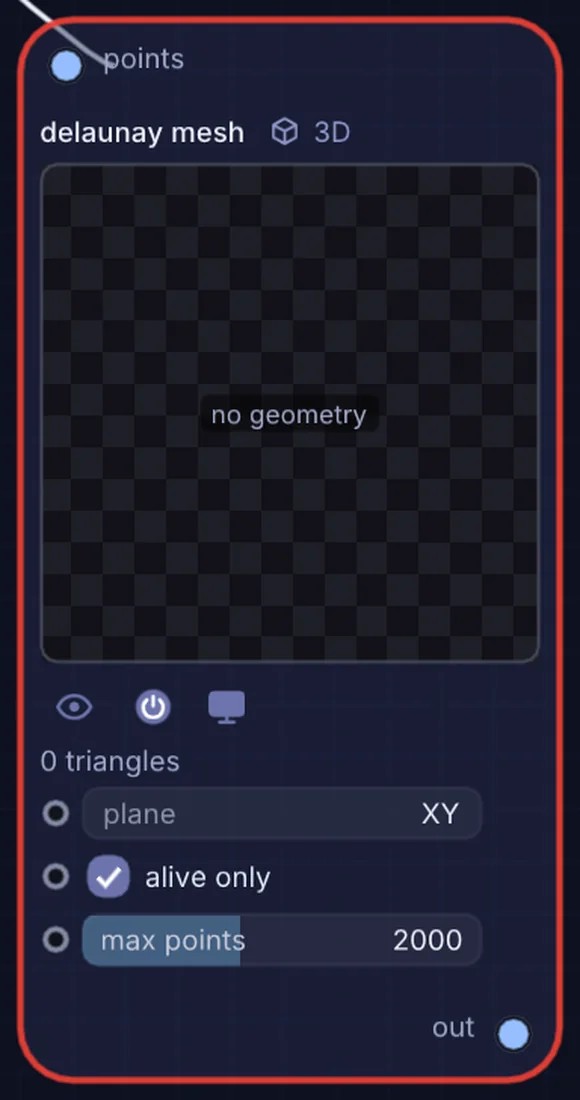 points
delaunay mesh 3D
no geometry
0 triangles
plane XY
alive only
max points 2000
out